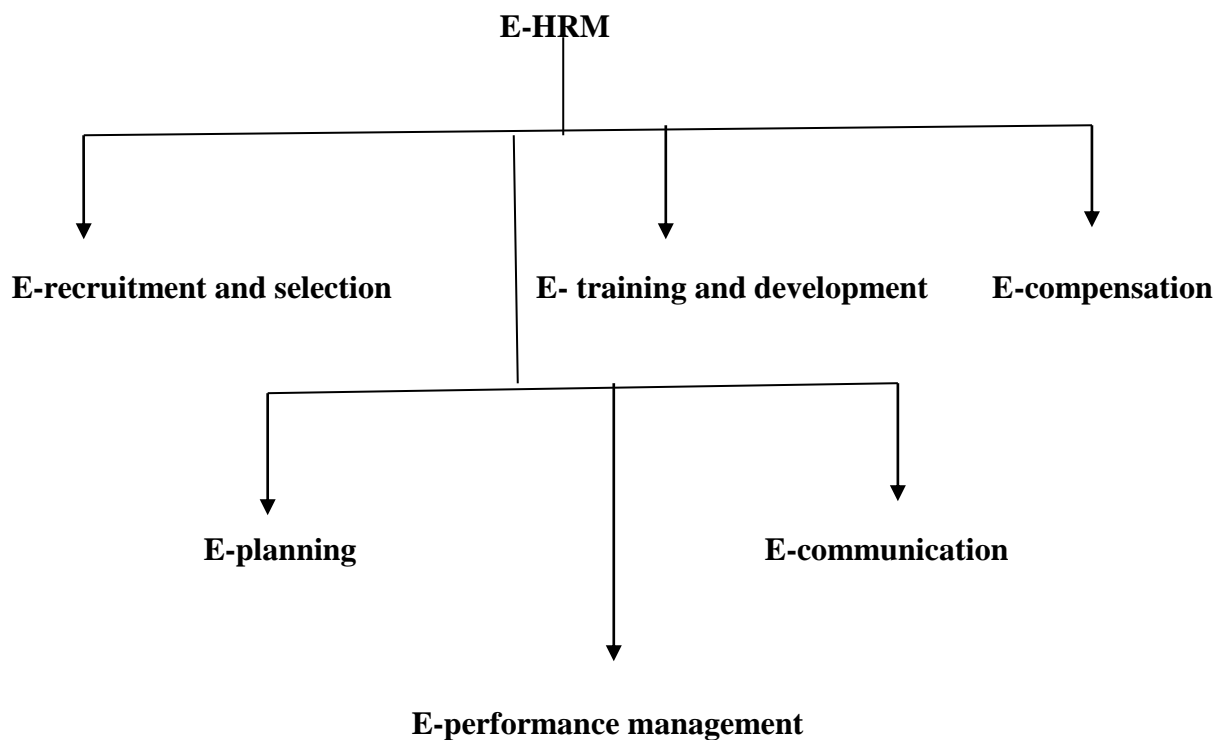 E-HRM
E-recruitment and selection
E- training and development
E-compensation
E-planning
E-communication
E-performance management